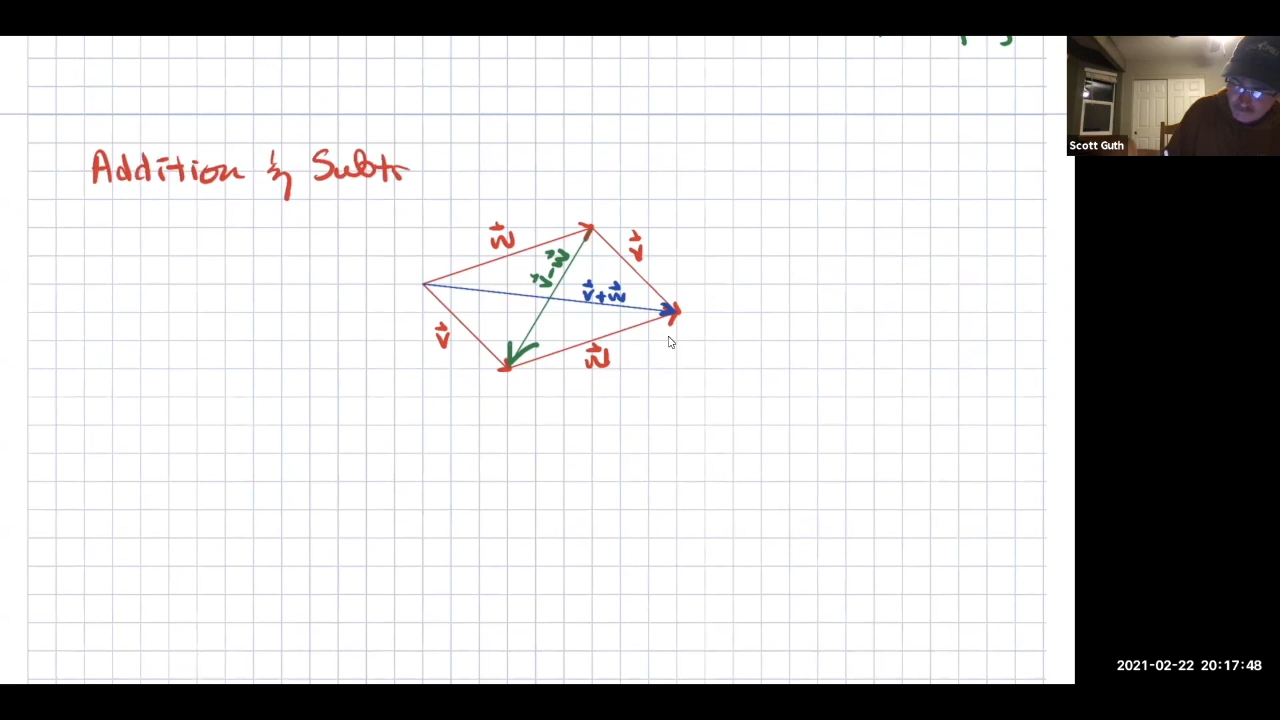 Scott Guth
Addition & Subtr
w⃗
v⃗
v⃗-w⃗
v⃗+w⃗
v⃗
w⃗
2021-02-22 20:17:48